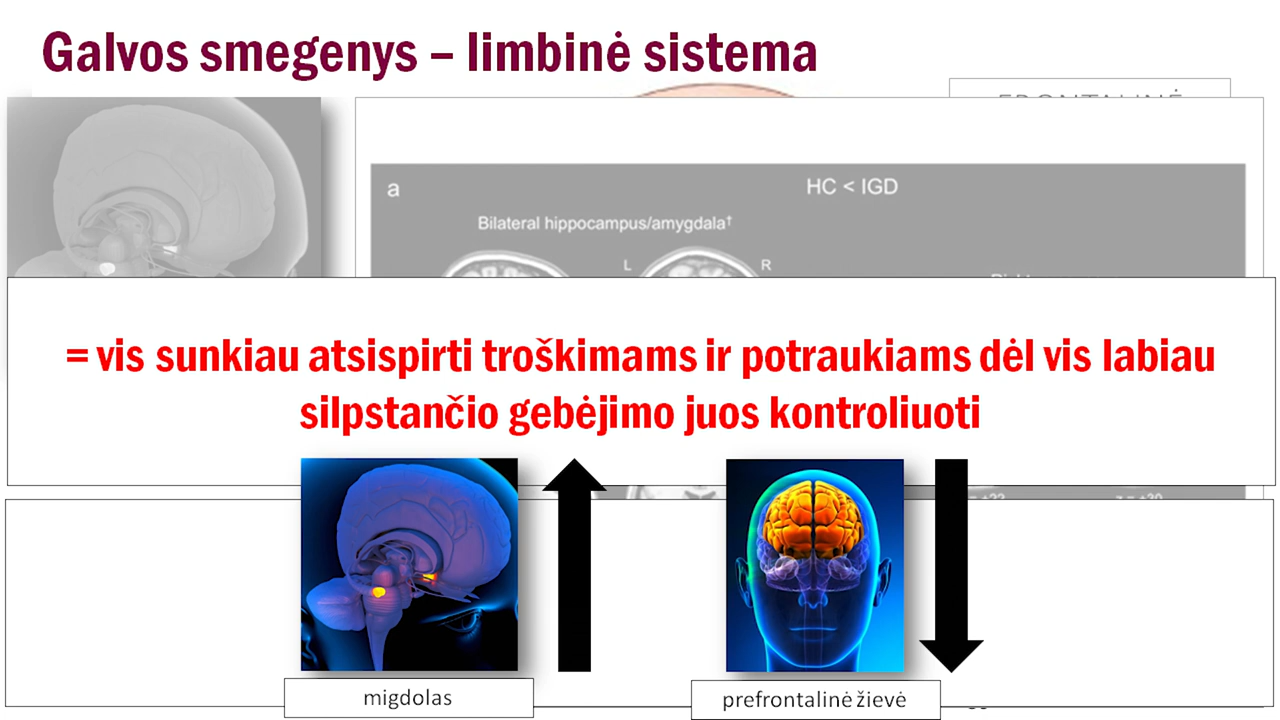 Galvos smegenys – limbinė sistema
FRONTALINĖ
a
HC < IGD
Bilateral hippocampus/amygdala†
L
R
= vis sunkiau atsispirti troškimams ir potraukiams dėl vis labiau
silpstančio gebėjimo juos kontroliuoti
migdolas
prefrontalinė žievė